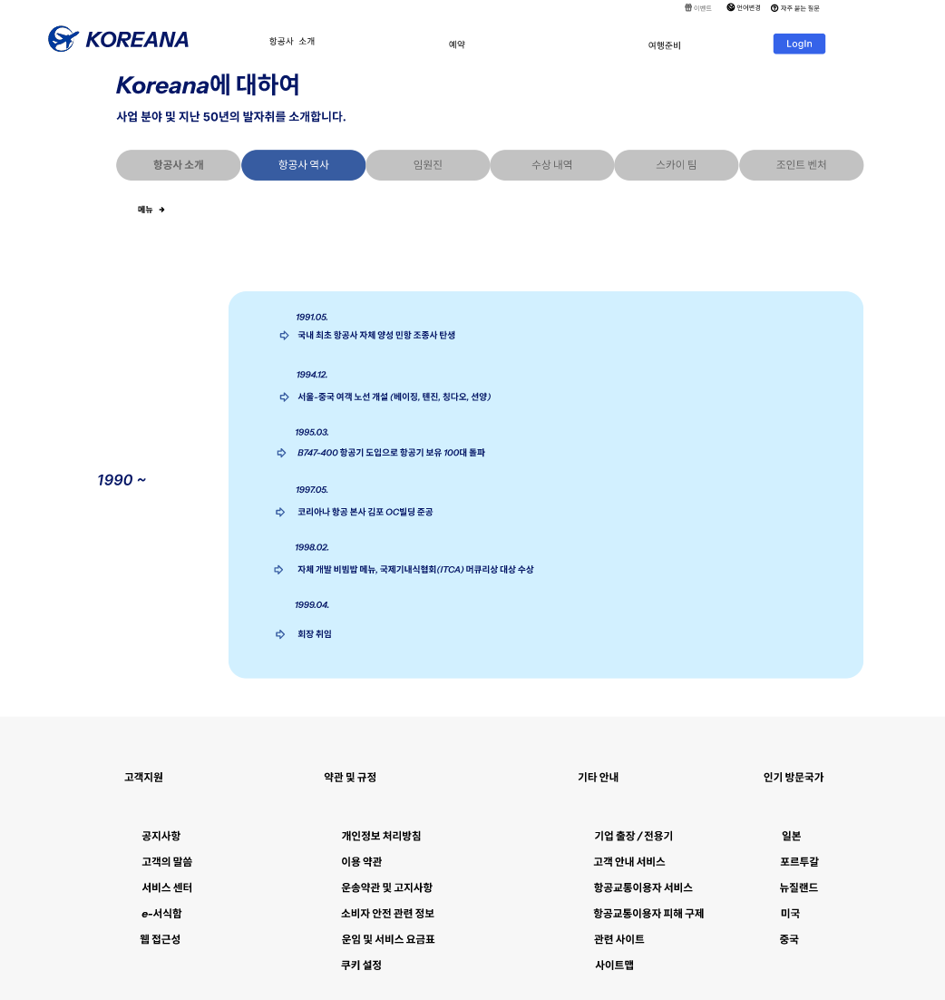 이벤트 언어변경 자주 묻는 질문
KOREANA 항공사 소개 예약 여행준비 LogIn
Koreana에 대하여
사업 분야 및 지난 50년의 발자취를 소개합니다.
항공사 소개 항공사 역사 임원진 수상 내역 스카이 팀 조인트 벤처
메뉴 →
1990 ~
1991.05.
국내 최초 항공사 자체 양성 민항 조종사 탄생
1994.12.
서울-중국 여객 노선 개설 (베이징, 텐진, 칭다오, 선양)
1995.03.
B747-400 항공기 도입으로 항공기 보유 100대 돌파
1997.05.
코리아나 항공 본사 김포 OC빌딩 준공
1998.02.
자체 개발 비빔밥 메뉴, 국제기내식협회(ITCA) 머큐리상 대상 수상
1999.04.
회장 취임
고객지원
공지사항
고객의 말씀
서비스 센터
e-서식함
웹 접근성
약관 및 규정
개인정보 처리방침
이용 약관
운송약관 및 고지사항
소비자 안전 관련 정보
운임 및 서비스 요금표
쿠키 설정
기타 안내
기업 출장 / 전용기
고객 안내 서비스
항공교통이용자 서비스
항공교통이용자 피해 구제
관련 사이트
사이트맵
인기 방문국가
일본
포르투갈
뉴질랜드
미국
중국